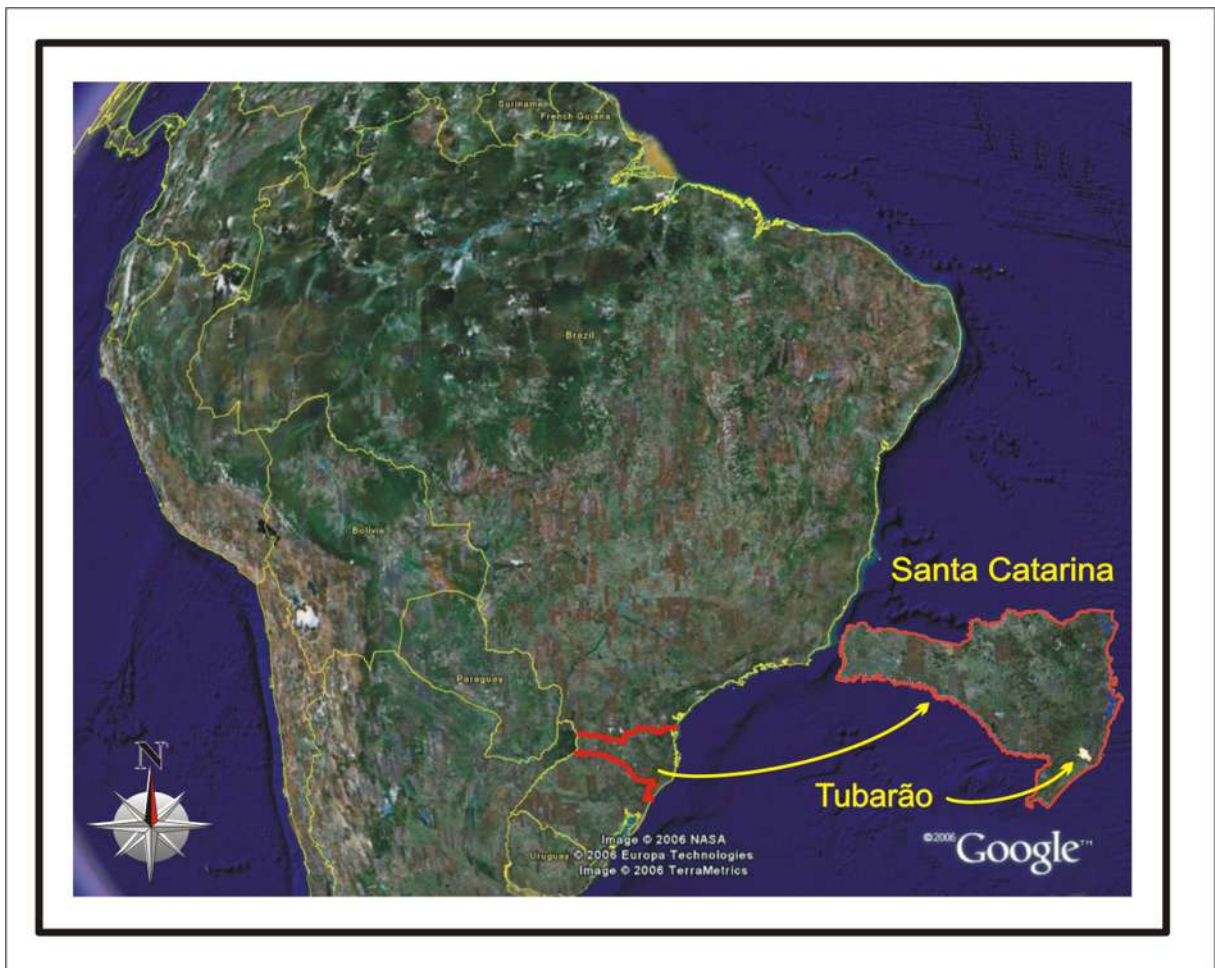 Suriname
French Guiana
Brazil
Bolivia
Santa Catarina
Paraguay
N
Tubarão
Image © 2006 NASA
© 2006 Europa Technologies
Image © 2006 TerraMetrics
Uruguay
©2006 Google™